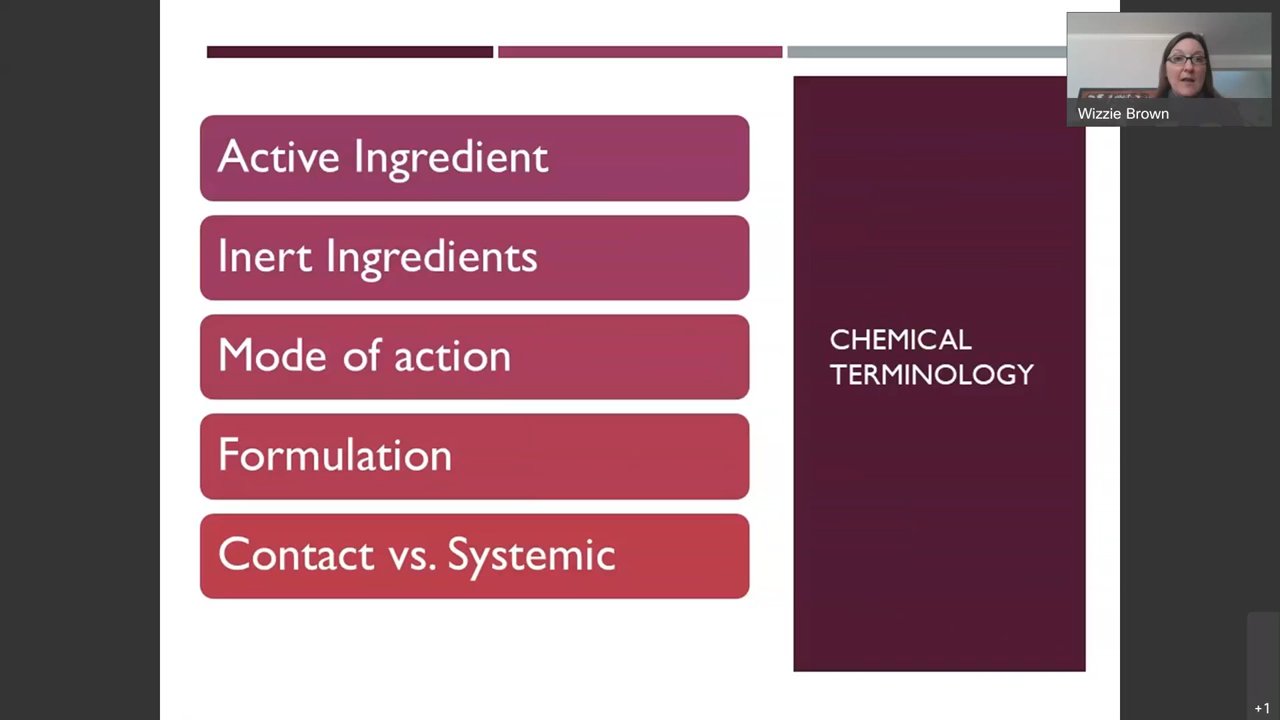 Active Ingredient
Inert Ingredients
Mode of action
Formulation
Contact vs. Systemic
CHEMICAL
TERMINOLOGY
Wizzie Brown
+1